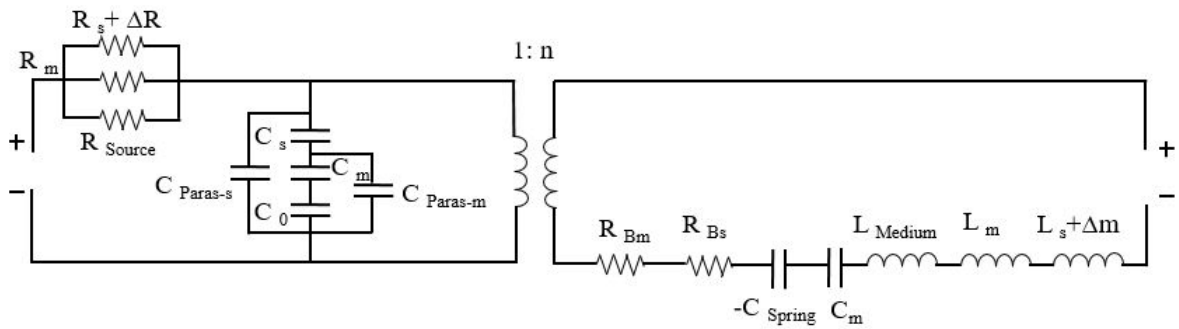 R s + ΔR
R m
R Source
1: n
+
−
C s
C m
C Paras-s
C Paras-m
C 0
+
−
R Bm
R Bs
L Medium
L m
L s+Δm
-C Spring
C m